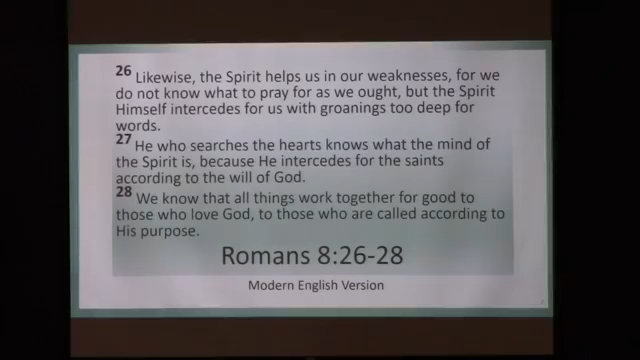 26 Likewise, the Spirit helps us in our weaknesses, for we
do not know what to pray for as we ought, but the Spirit
Himself intercedes for us with groanings too deep for
words.
27 He who searches the hearts knows what the mind of
the Spirit is, because He intercedes for the saints
according to the will of God.
28 We know that all things work together for good to
those who love God, to those who are called according to
His purpose.
Romans 8:26-28
Modern English Version